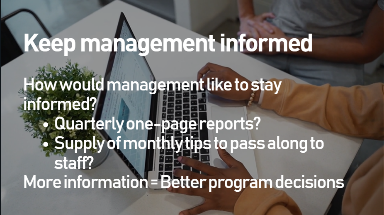 Keep management informed
How would management like to stay
informed?
• Quarterly one-page reports?
• Supply of monthly tips to pass along to
staff?
More information = Better program decisions